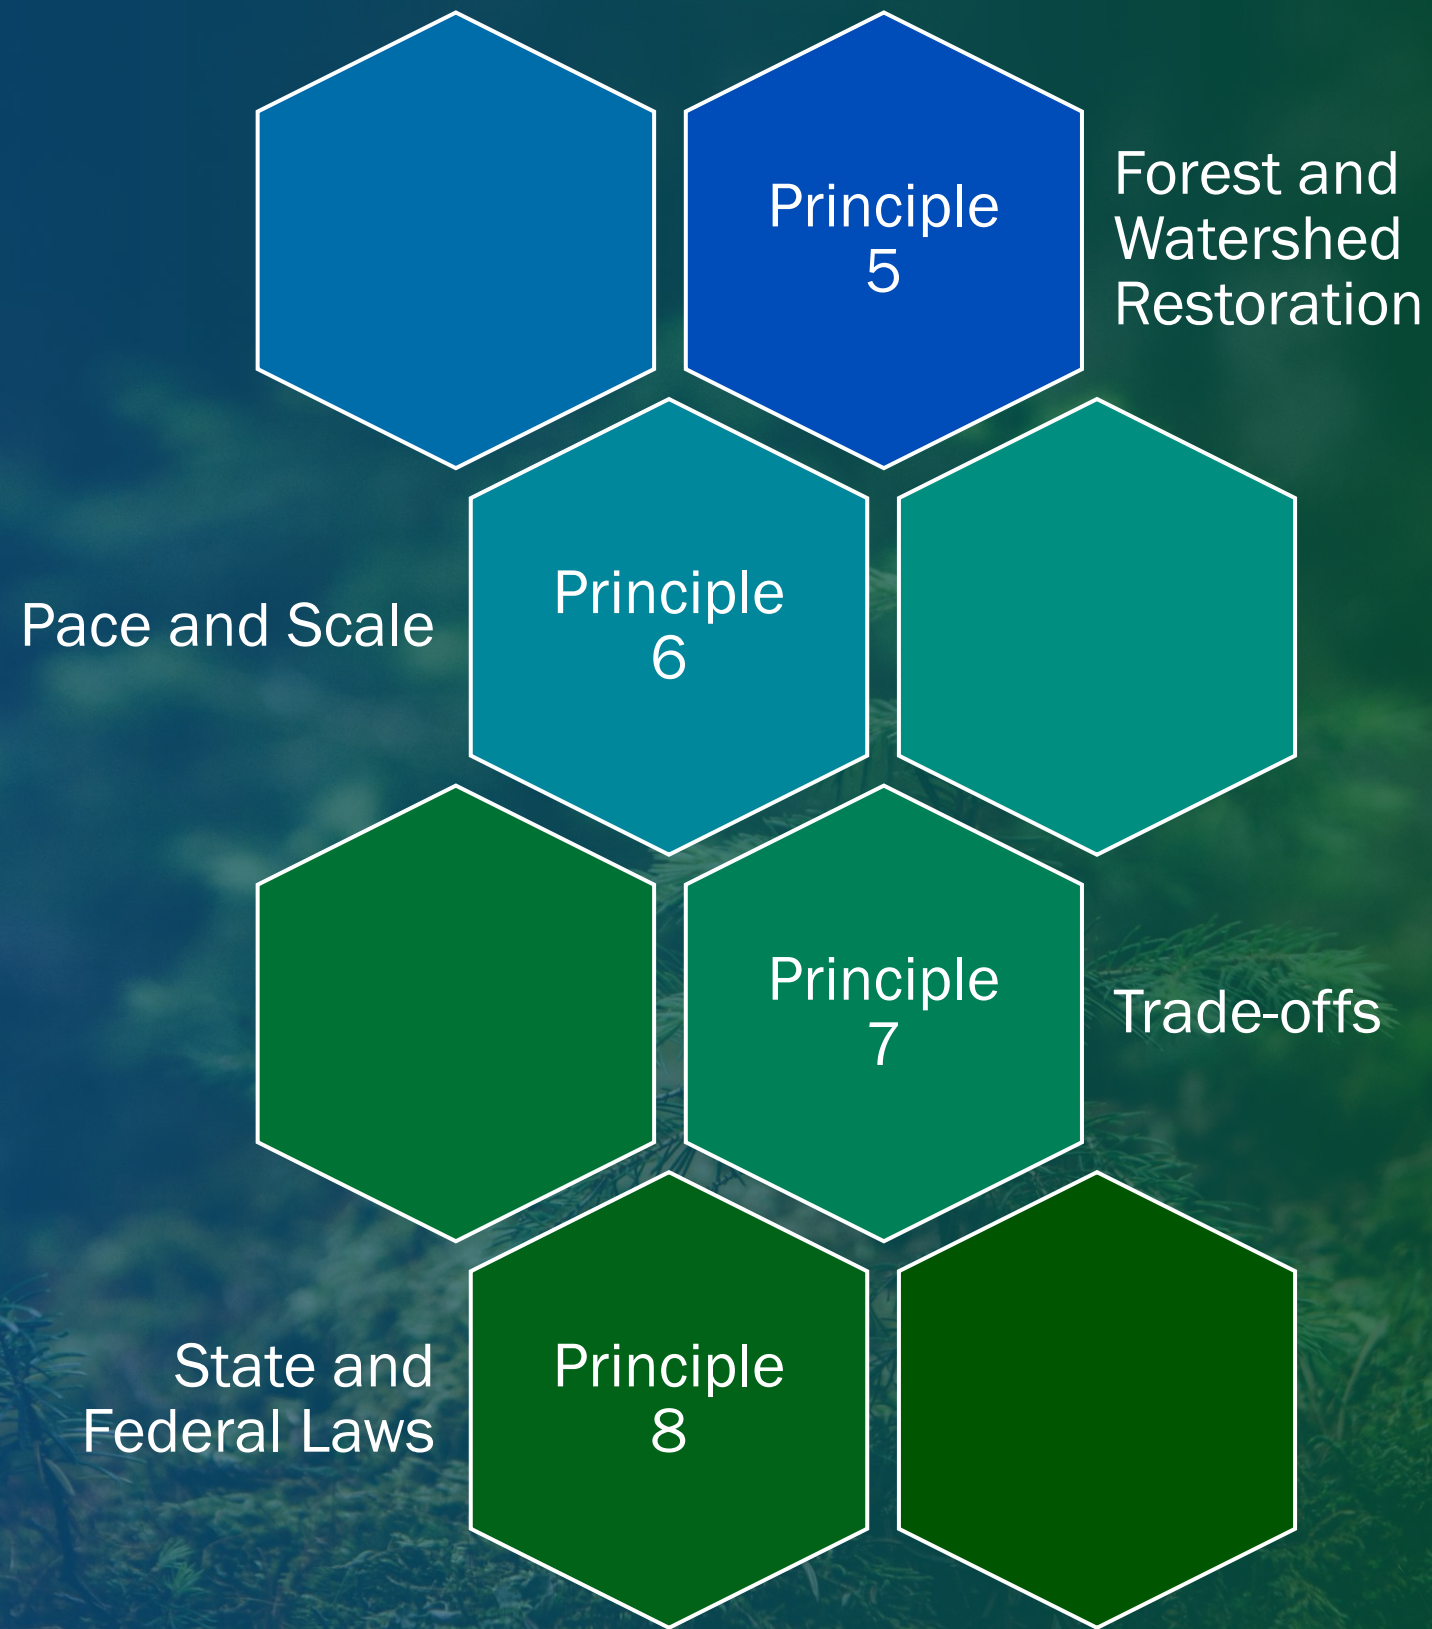 Principle
5
Forest and
Watershed
Restoration
Pace and Scale
Principle
6
Principle
7
Trade-offs
State and
Federal Laws
Principle
8